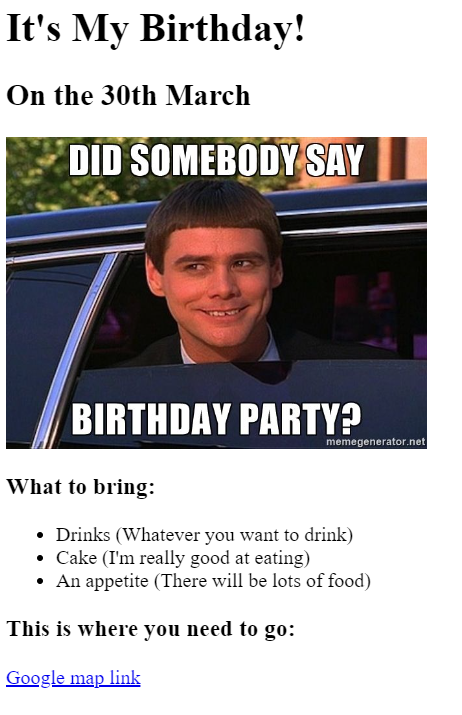 It's My Birthday!
On the 30th March
DID SOMEBODY SAY
BIRTHDAY PARTY?
memegenerator.net
What to bring:
Drinks (Whatever you want to drink)
Cake (I'm really good at eating)
An appetite (There will be lots of food)
This is where you need to go:
Google map link